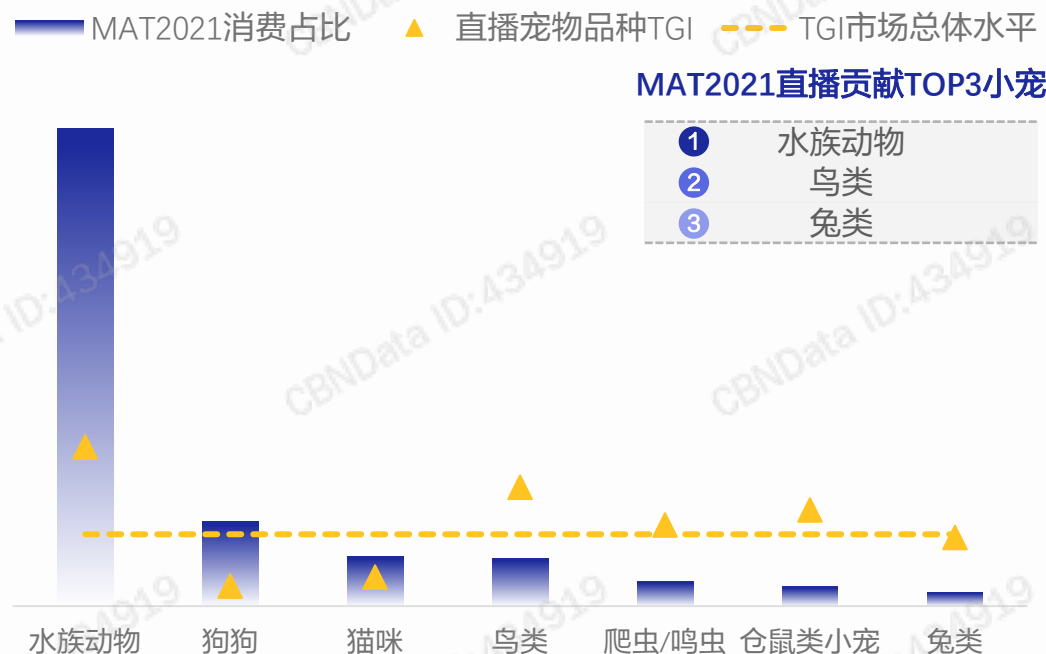 MAT2021消费占比 直播宠物品种TGI TGI市场总体水平
MAT2021直播贡献TOP3小宠
1 水族动物
2 鸟类
3 兔类
水族动物 狗狗 猫咪 鸟类 爬虫/鸣虫 仓鼠类小宠 兔类
CBNData ID:434919
CBNData ID:434919